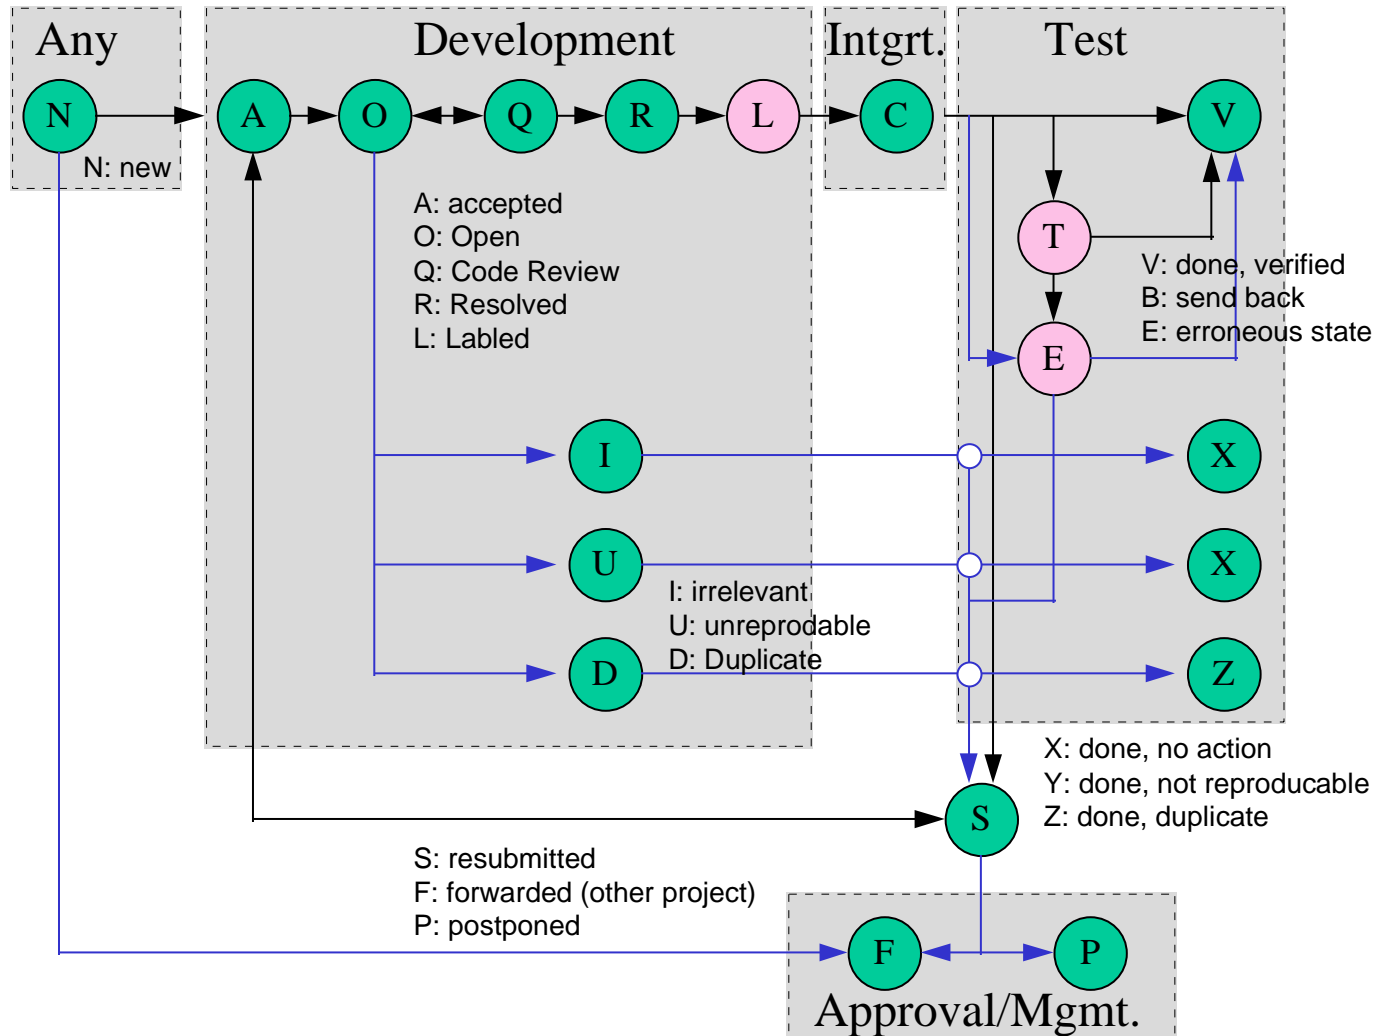 Any
Development
Intgrt.
Test
N
A
O
Q
R
L
C
V
N: new
A: accepted
O: Open
Q: Code Review
R: Resolved
L: Labled
T
V: done, verified
B: send back
E: erroneous state
E
I
X
U
X
I: irrelevant
U: unreprodable
D: Duplicate
D
Z
X: done, no action
Y: done, not reproducable
Z: done, duplicate
S
S: resubmitted
F: forwarded (other project)
P: postponed
F
P
Approval/Mgmt.